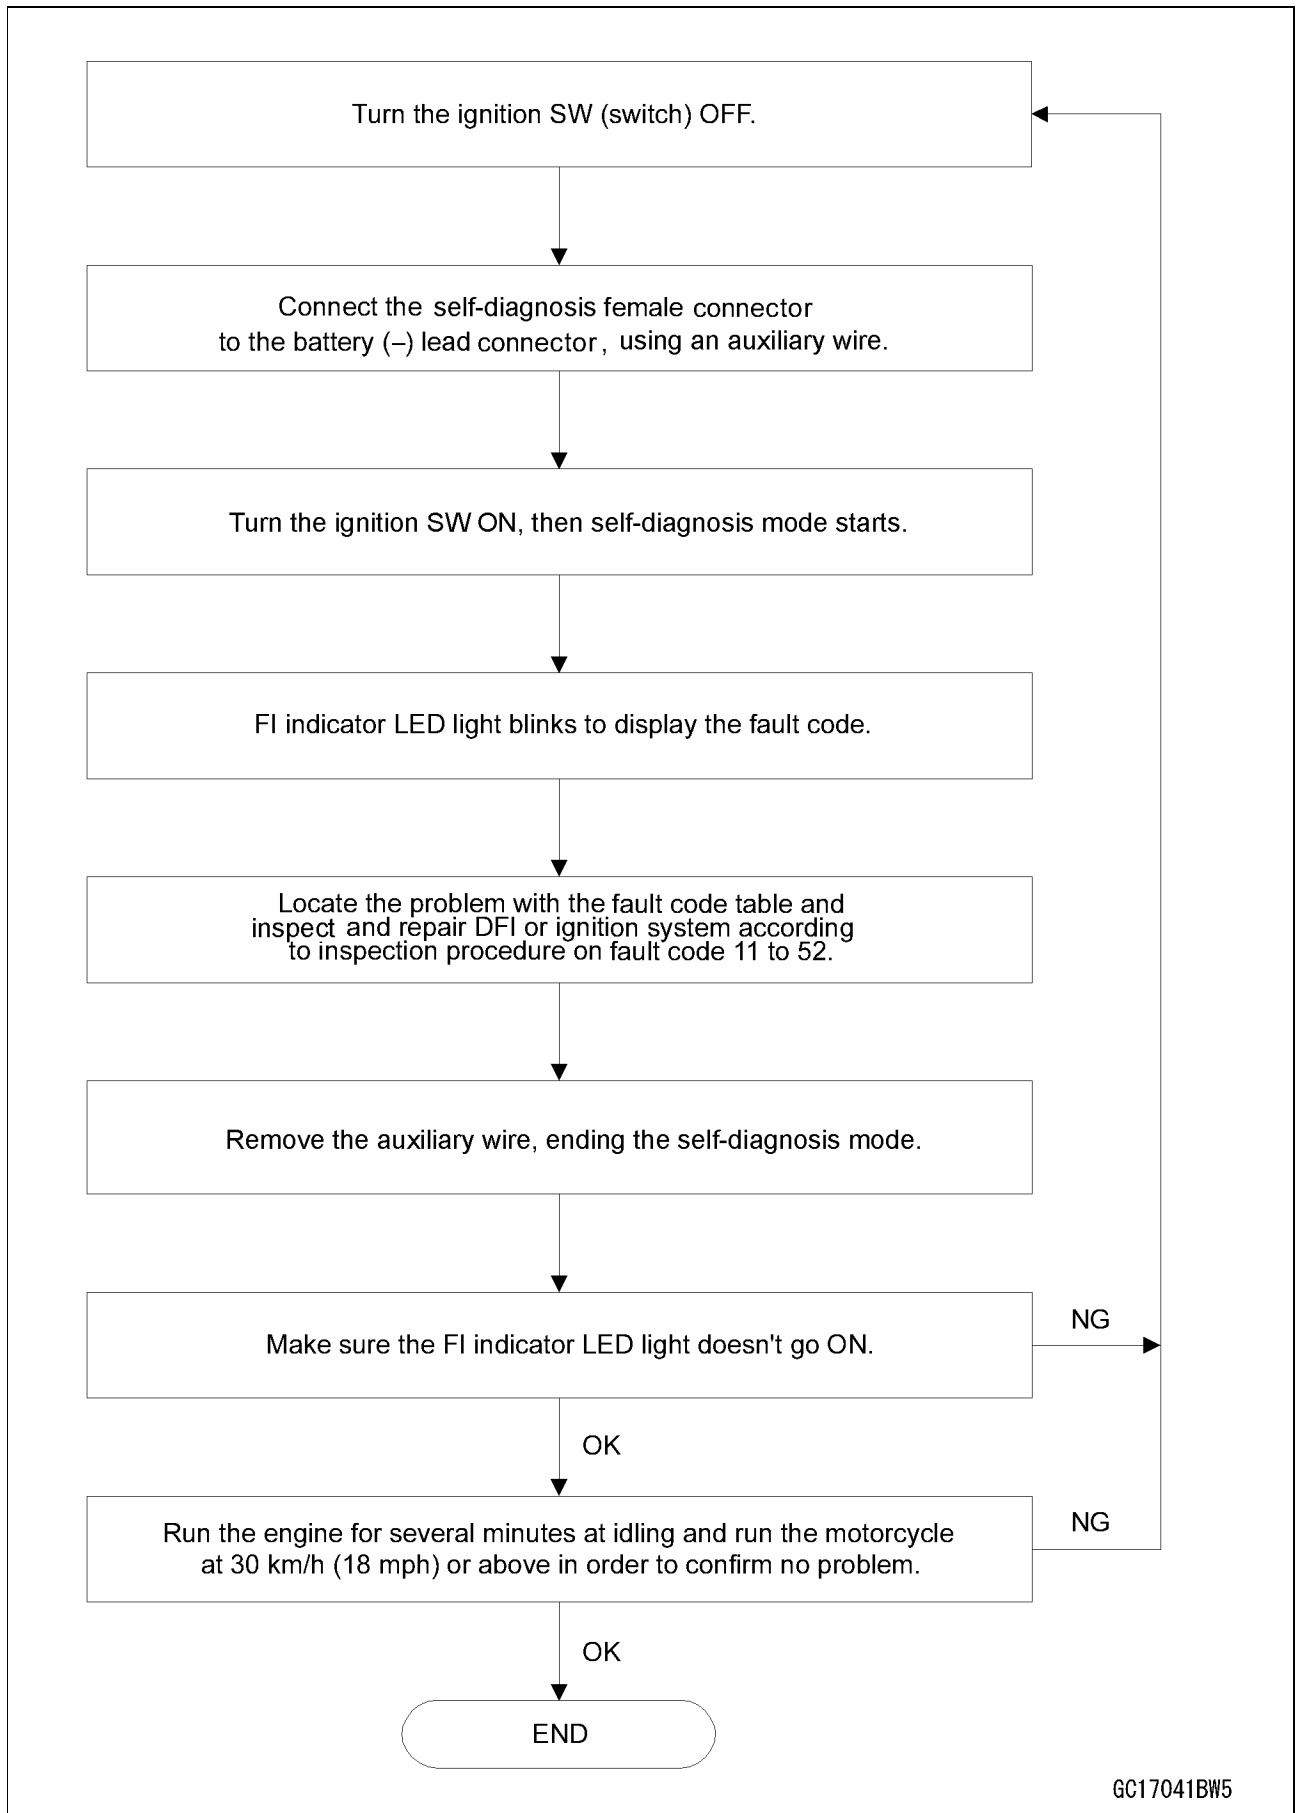 Turn the ignition SW (switch) OFF.
Connect the self-diagnosis female connector
to the battery (–) lead connector, using an auxiliary wire.
Turn the ignition SW ON, then self-diagnosis mode starts.
FI indicator LED light blinks to display the fault code.
Locate the problem with the fault code table and
inspect and repair DFI or ignition system according
to inspection procedure on fault code 11 to 52.
Remove the auxiliary wire, ending the self-diagnosis mode.
Make sure the FI indicator LED light doesn't go ON.
NG
OK
Run the engine for several minutes at idling and run the motorcycle
at 30 km/h (18 mph) or above in order to confirm no problem.
NG
OK
END
GC17041BW5